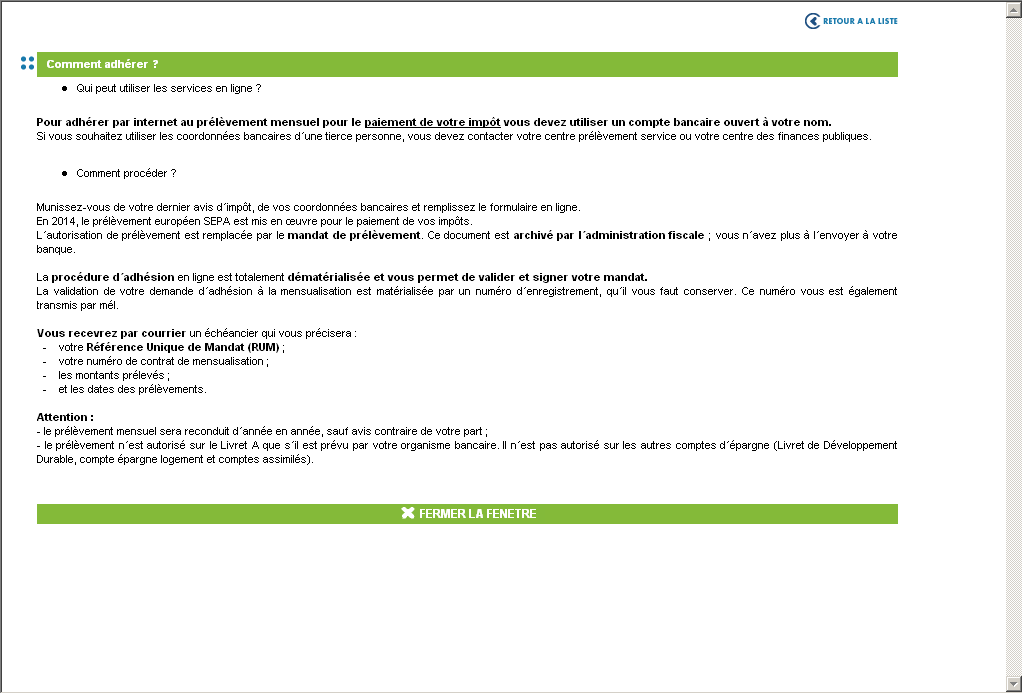 RETOUR A LA LISTE
Comment adhérer ?
● Qui peut utiliser les services en ligne ?
Pour adhérer par internet au prélèvement mensuel pour le paiement de votre impôt vous devez utiliser un compte bancaire ouvert à votre nom.
Si vous souhaitez utiliser les coordonnées bancaires d´une tierce personne, vous devez contacter votre centre prélèvement service ou votre centre des finances publiques.
● Comment procéder ?
Munissez-vous de votre dernier avis d´impôt, de vos coordonnées bancaires et remplissez le formulaire en ligne.
En 2014, le prélèvement européen SEPA est mis en œuvre pour le paiement de vos impôts.
L´autorisation de prélèvement est remplacée par le mandat de prélèvement. Ce document est archivé par l´administration fiscale ; vous n´avez plus à l´envoyer à votre
banque.
La procédure d´adhésion en ligne est totalement dématérialisée et vous permet de valider et signer votre mandat.
La validation de votre demande d´adhésion à la mensualisation est matérialisée par un numéro d´enregistrement, qu´il vous faut conserver. Ce numéro vous est également
transmis par mél.
Vous recevrez par courrier un échéancier qui vous précisera :
- votre Référence Unique de Mandat (RUM) ;
- votre numéro de contrat de mensualisation ;
- les montants prélevés ;
- et les dates des prélèvements.
Attention :
- le prélèvement mensuel sera reconduit d´année en année, sauf avis contraire de votre part ;
- le prélèvement n´est autorisé sur le Livret A que s´il est prévu par votre organisme bancaire. Il n´est pas autorisé sur les autres comptes d´épargne (Livret de Développement
Durable, compte épargne logement et comptes assimilés).
FERMER LA FENETRE